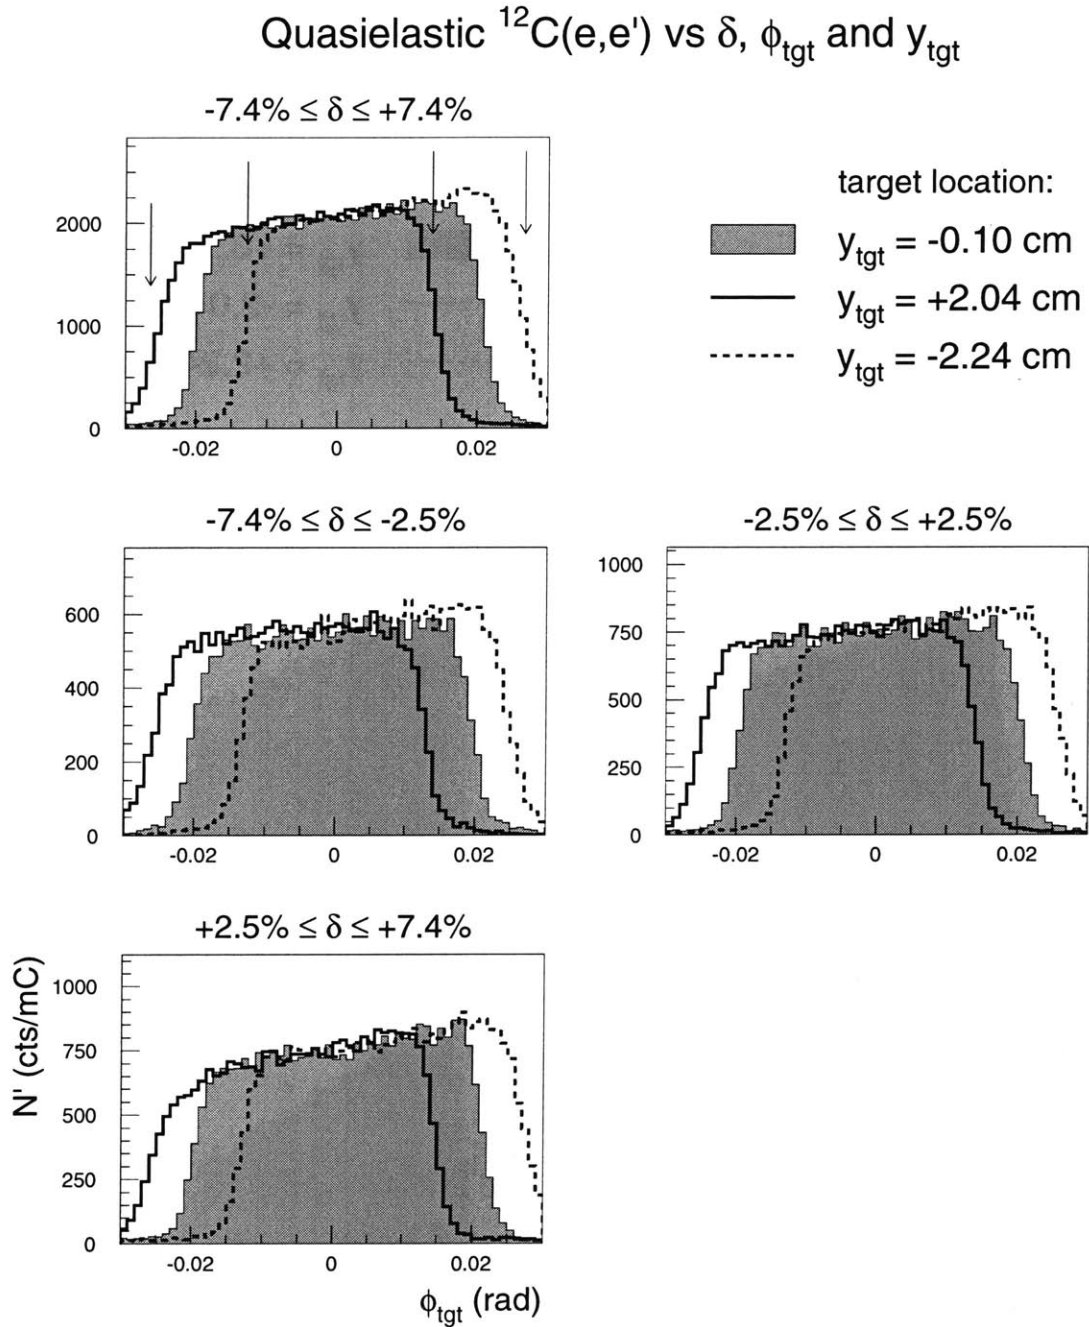 Quasielastic ¹²C(e,e') vs δ, ϕ_tgt and y_tgt
-7.4% ≤ δ ≤ +7.4%
2000
1000
0
-0.02 0 0.02
target location:
y_tgt = -0.10 cm
y_tgt = +2.04 cm
y_tgt = -2.24 cm
-7.4% ≤ δ ≤ -2.5%
600
400
200
0
-0.02 0 0.02
-2.5% ≤ δ ≤ +2.5%
1000
750
500
250
0
-0.02 0 0.02
+2.5% ≤ δ ≤ +7.4%
N' (cts/mC)
1000
750
500
250
0
-0.02 0 0.02
ϕ_tgt (rad)